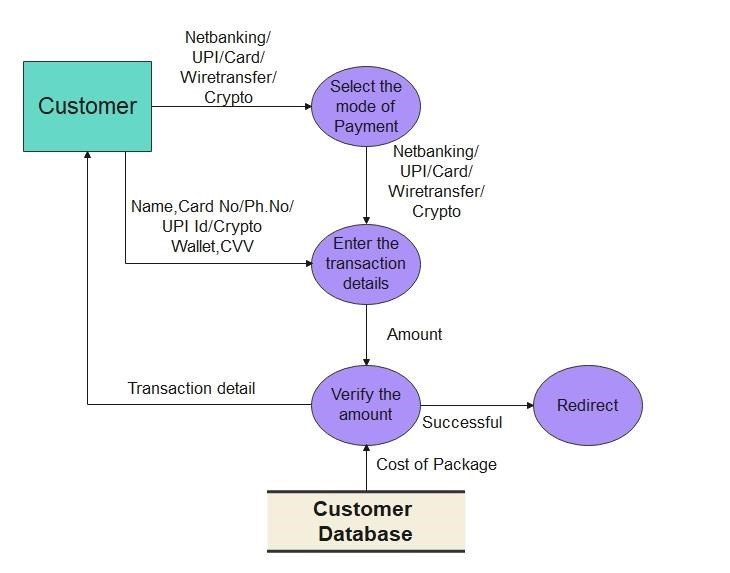 Netbanking/
UPI/Card/
Wiretransfer/
Crypto
Customer
Select the
mode of
Payment
Netbanking/
UPI/Card/
Wiretransfer/
Crypto
Name,Card No/Ph.No/
UPI Id/Crypto
Wallet,CVV
Enter the
transaction
details
Amount
Transaction detail
Verify the
amount
Successful
Redirect
Cost of Package
Customer
Database